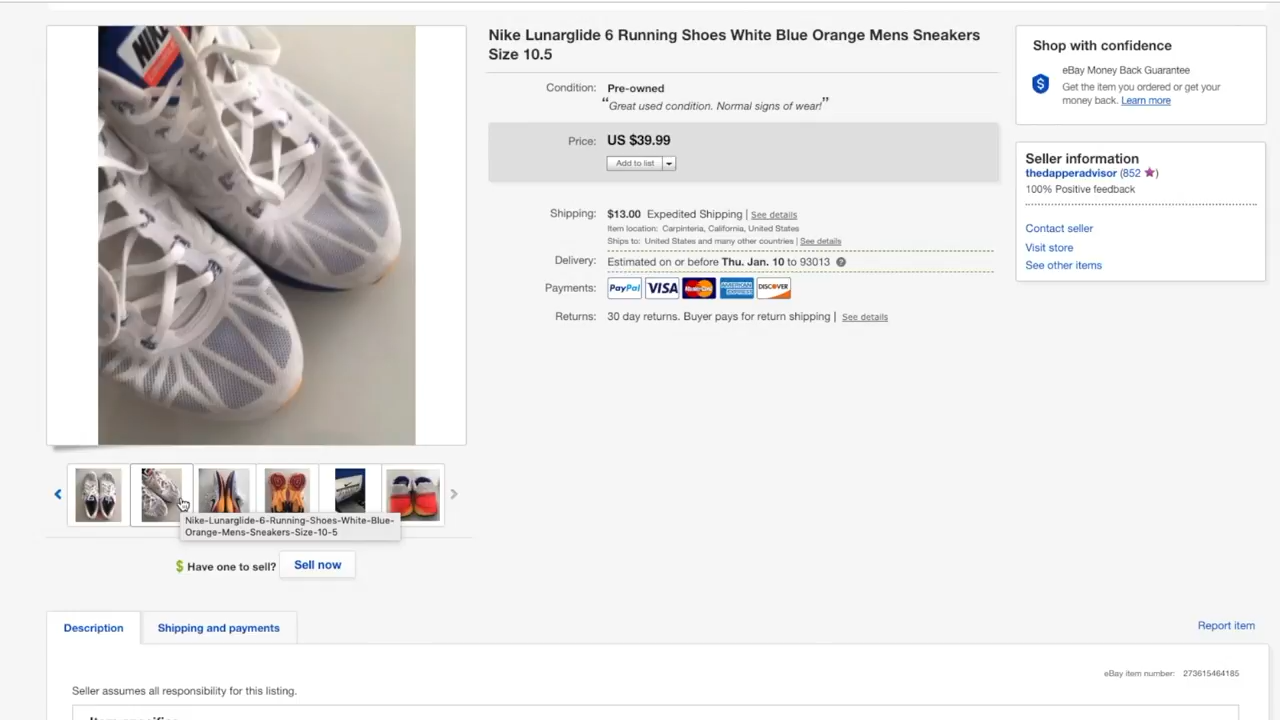 NIKE
Nike Lunarglide 6 Running Shoes White Blue Orange Mens Sneakers
Size 10.5
Condition: Pre-owned
“Great used condition. Normal signs of wear!”
Price: US $39.99
Add to list
Shipping: $13.00 Expedited Shipping | See details
Item location: Carpinteria, California, United States
Ships to: United States and many other countries | See details
Delivery: Estimated on or before Thu. Jan. 10 to 93013 ?
Payments: PayPal VISA MasterCard AMERICAN EXPRESS DISCOVER
Returns: 30 day returns. Buyer pays for return shipping | See details
Shop with confidence
$ eBay Money Back Guarantee
Get the item you ordered or get your
money back. Learn more
Seller information
thedapperadvisor (852 ★)
100% Positive feedback
Contact seller
Visit store
See other items
Nike-Lunarglide-6-Running-Shoes-White-Blue-
Orange-Mens-Sneakers-Size-10-5
$ Have one to sell? Sell now
Description
Shipping and payments
Report item
eBay item number: 273615464185
Seller assumes all responsibility for this listing.
Item specifics